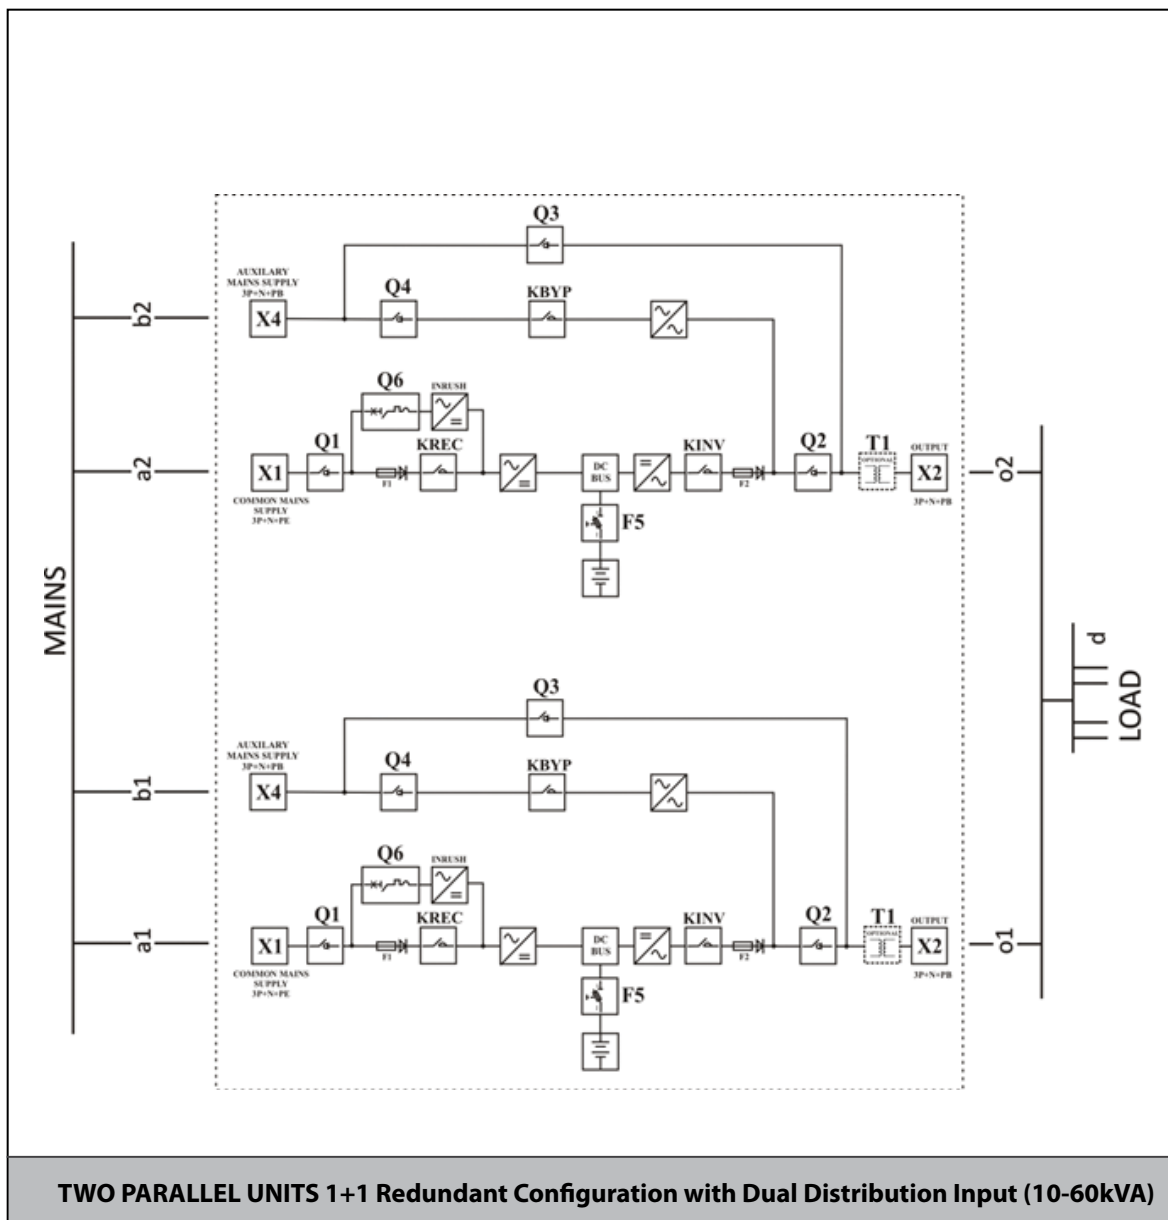 Q3
AUXILARY
MAINS SUPPLY
3P+N+PB
b2
X4
Q4
KBYP
Q6
INRUSH
a2
X1
Q1
F1
KREC
DC
BUS
KINV
F2
Q2
T1
OPTIONAL
OUTPUT
X2
3P+N+PB
o2
COMMON MAINS
SUPPLY
3P+N+PE
F5
MAINS
d
LOAD
Q3
AUXILARY
MAINS SUPPLY
3P+N+PB
b1
X4
Q4
KBYP
Q6
INRUSH
a1
X1
Q1
F1
KREC
DC
BUS
KINV
F2
Q2
T1
OPTIONAL
OUTPUT
X2
3P+N+PB
o1
COMMON MAINS
SUPPLY
3P+N+PE
F5
TWO PARALLEL UNITS 1+1 Redundant Configuration with Dual Distribution Input (10-60kVA)